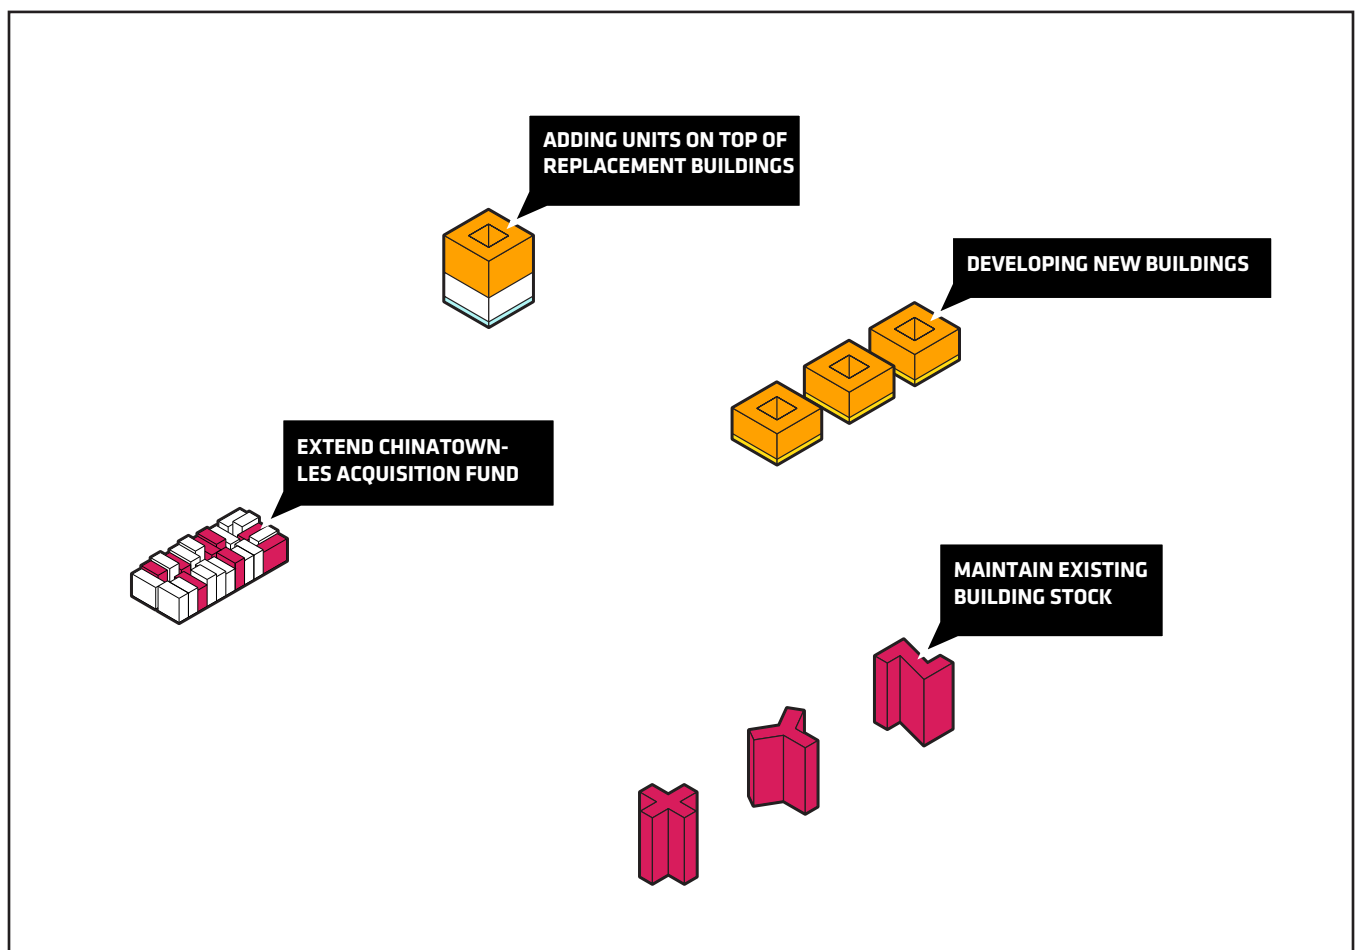 ADDING UNITS ON TOP OF
REPLACEMENT BUILDINGS
DEVELOPING NEW BUILDINGS
EXTEND CHINATOWN-
LES ACQUISITION FUND
MAINTAIN EXISTING
BUILDING STOCK